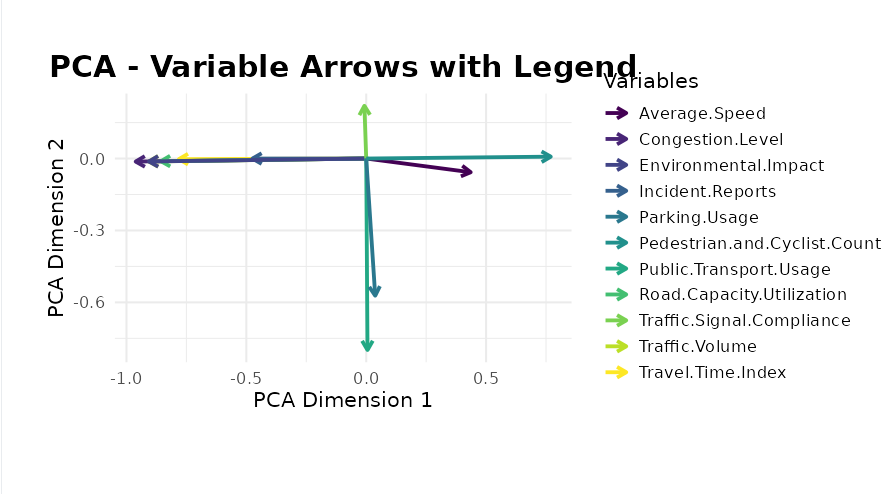 PCA - Variable Arrows with Legend
Variables
Average.Speed
Congestion.Level
Environmental.Impact
Incident.Reports
Parking.Usage
Pedestrian.and.Cyclist.Count
Public.Transport.Usage
Road.Capacity.Utilization
Traffic.Signal.Compliance
Traffic.Volume
Travel.Time.Index
PCA Dimension 2
0.0
-0.3
-0.6
-1.0 -0.5 0.0 0.5
PCA Dimension 1